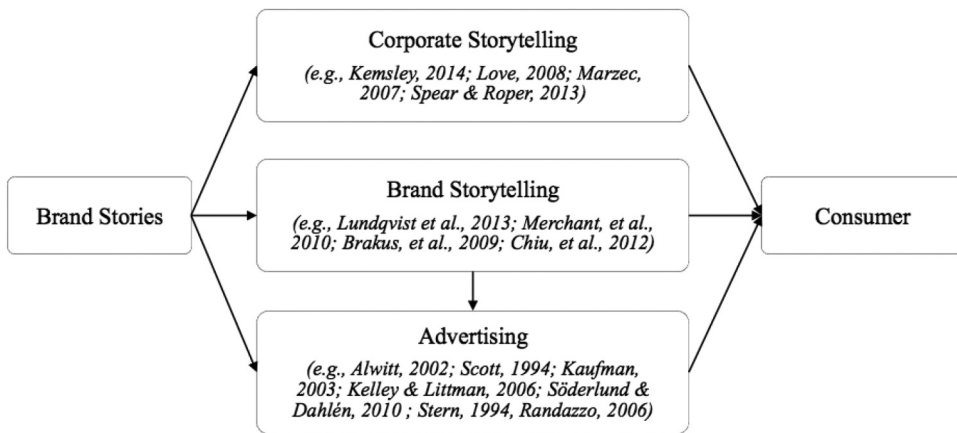 Corporate Storytelling
(e.g., Kemsley, 2014; Love, 2008; Marzec,
2007; Spear & Roper, 2013)
Brand Stories
Brand Storytelling
(e.g., Lundqvist et al., 2013; Merchant, et al.,
2010; Brakus, et al., 2009; Chiu, et al., 2012)
Consumer
Advertising
(e.g., Alwitt, 2002; Scott, 1994; Kaufman,
2003; Kelley & Littman, 2006; Söderlund &
Dahlén, 2010 ; Stern, 1994, Randazzo, 2006)